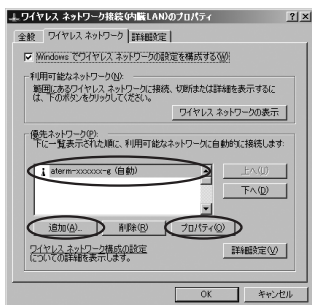 ワイヤレス ネットワーク接続(内臓LAN)のプロパティ
全般 ワイヤレス ネットワーク 詳細設定
Windows でワイヤレス ネットワークの設定を構成する(W)
利用可能なネットワーク(N):
範囲にあるワイヤレス ネットワークに接続、切断または詳細を表示するに
は、下のボタンをクリックしてください。
ワイヤレス ネットワークの表示
優先ネットワーク(P):
下に一覧表示された順に、利用可能なネットワークに自動的に接続します:
aterm-xxxxxx-g (自動)
上へ(U)
下へ(D)
追加(A)... 削除(R) プロパティ(O)
ワイヤレス ネットワーク構成の設定
についての詳細を表示します。
詳細設定(V)
OK キャンセル